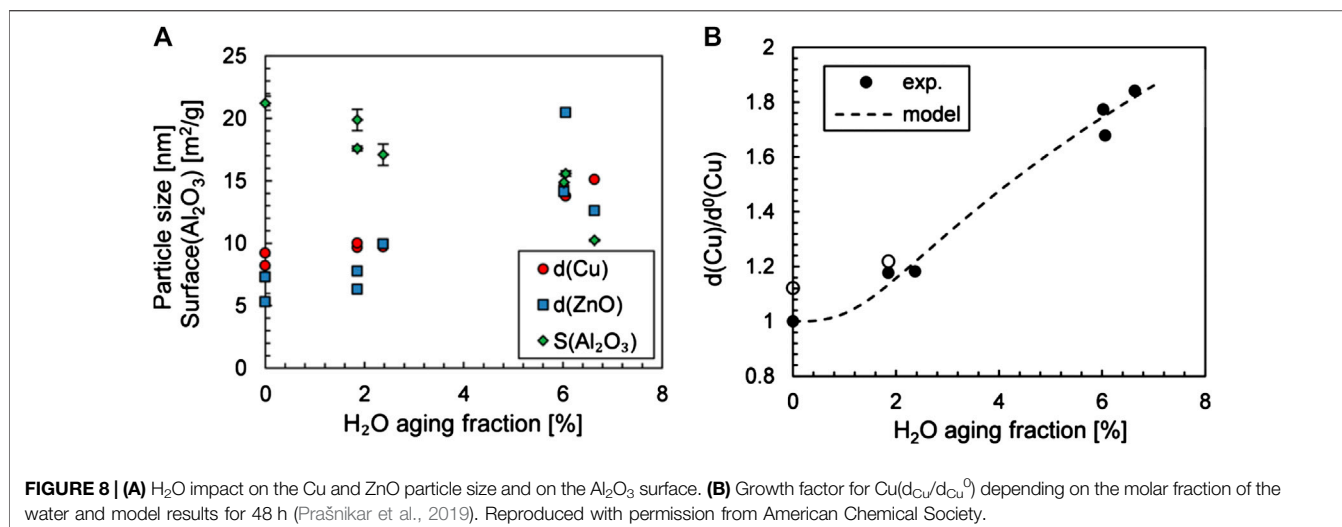 A
25
20
15
10
5
0
Particle size [nm]
Surface(Al₂O₃) [m²/g]
d(Cu)
d(ZnO)
S(Al₂O₃)
0 2 4 6 8
H₂O aging fraction [%]
B
2
1.8
1.6
1.4
1.2
1
0.8
d(Cu)/d⁰(Cu)
exp.
model
0 2 4 6 8
H₂O aging fraction [%]
FIGURE 8 | (A) H₂O impact on the Cu and ZnO particle size and on the Al₂O₃ surface. (B) Growth factor for Cu(d_Cu/d_Cu⁰) depending on the molar fraction of the
water and model results for 48 h (Prašnikar et al., 2019). Reproduced with permission from American Chemical Society.